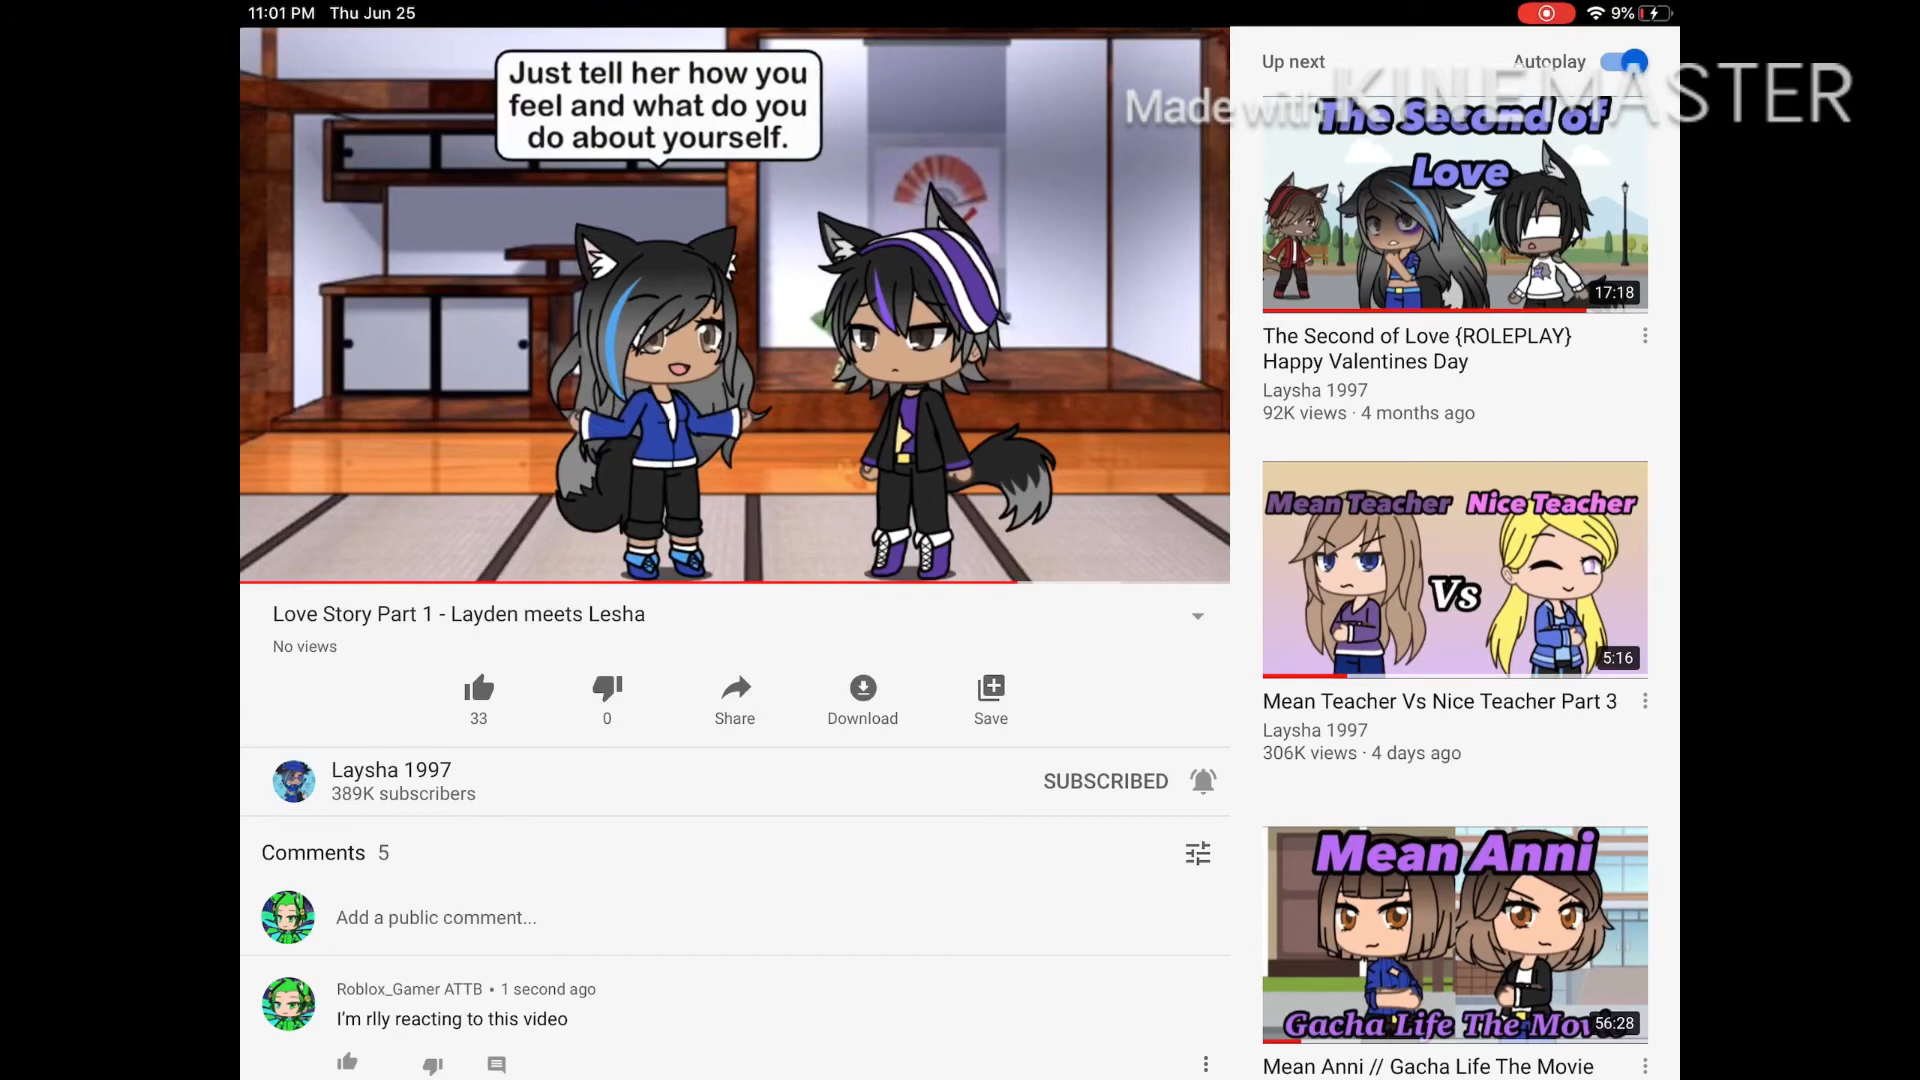 11:01 PM Thu Jun 25
9%
Just tell her how you
feel and what do you
do about yourself.
Up next
Autoplay
Made with KINEMASTER
The Second of
Love
17:18
The Second of Love {ROLEPLAY}
Happy Valentines Day
Laysha 1997
92K views · 4 months ago
Mean Teacher Nice Teacher
Vs
5:16
Mean Teacher Vs Nice Teacher Part 3
Laysha 1997
306K views · 4 days ago
Mean Anni
Gacha Life The Mov
56:28
Mean Anni // Gacha Life The Movie
Love Story Part 1 - Layden meets Lesha
No views
33
0
Share
Download
Save
Laysha 1997
389K subscribers
SUBSCRIBED
Comments 5
Add a public comment...
Roblox_Gamer ATTB • 1 second ago
I'm rlly reacting to this video